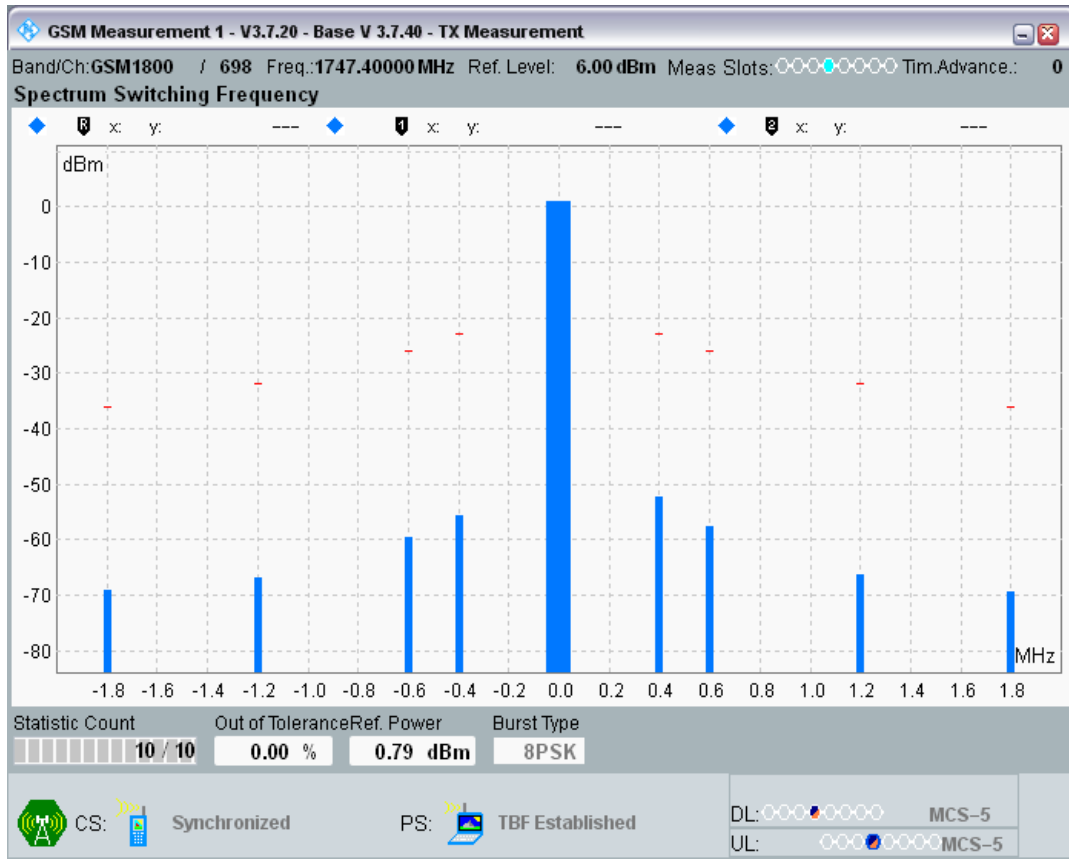 GSM Measurement 1 - V3.7.20 - Base V 3.7.40 - TX Measurement
Band/Ch:GSM1800 / 698 Freq.:1747.40000 MHz Ref. Level: 6.00 dBm Meas Slots: Tim.Advance.: 0
Spectrum Switching Frequency
R x: y: --- 1 x: y: --- 2 x: y: ---
dBm
0
-10
-20
-30
-40
-50
-60
-70
-80
MHz
-1.8 -1.6 -1.4 -1.2 -1.0 -0.8 -0.6 -0.4 -0.2 0.0 0.2 0.4 0.6 0.8 1.0 1.2 1.4 1.6 1.8
Statistic Count Out of Tolerance Ref. Power Burst Type
10 / 10 0.00 % 0.79 dBm 8PSK
CS: Synchronized PS: TBF Established
DL: MCS-5
UL: MCS-5